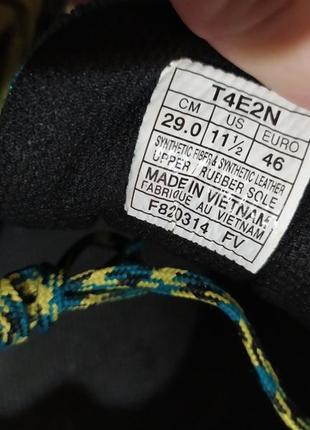 T4E2N
CM US EURO
29.0 11½ 46
SYNTHETIC FIBER & SYNTHETIC LEATHER
UPPER / RUBBER SOLE
MADE IN VIETNAM
FABRIQUE AU VIETNAM
F820314 FV